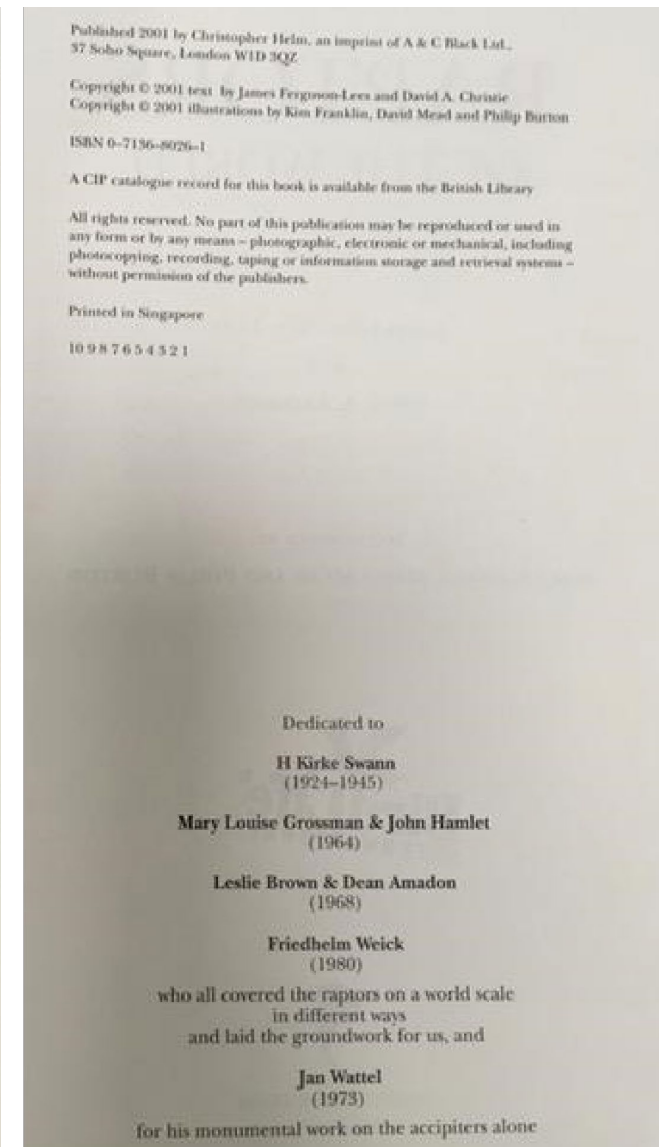 Published 2001 by Christopher Helm, an imprint of A & C Black Ltd.,
37 Soho Square, London W1D 3QZ
Copyright © 2001 text by James Ferguson-Lees and David A. Christie
Copyright © 2001 illustrations by Kim Franklin, David Mead and Philip Burton
ISBN 0–7136–8026–1
A CIP catalogue record for this book is available from the British Library
All rights reserved. No part of this publication may be reproduced or used in
any form or by any means – photographic, electronic or mechanical, including
photocopying, recording, taping or information storage and retrieval systems –
without permission of the publishers.
Printed in Singapore
10 9 8 7 6 5 4 3 2 1
Dedicated to
H Kirke Swann
(1924–1945)
Mary Louise Grossman & John Hamlet
(1964)
Leslie Brown & Dean Amadon
(1968)
Friedhelm Weick
(1980)
who all covered the raptors on a world scale
in different ways
and laid the groundwork for us, and
Jan Wattel
(1973)
for his monumental work on the accipiters alone